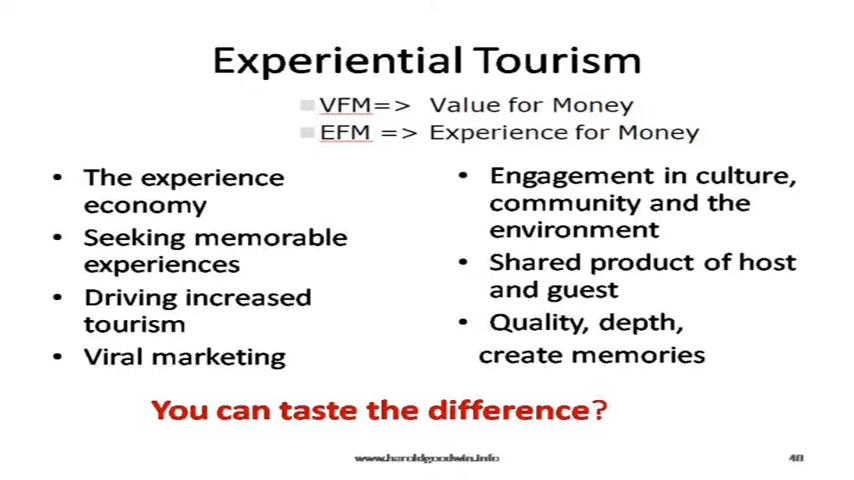 Experiential Tourism
VFM=> Value for Money
EFM => Experience for Money
• The experience
economy
• Seeking memorable
experiences
• Driving increased
tourism
• Viral marketing
• Engagement in culture,
community and the
environment
• Shared product of host
and guest
• Quality, depth,
create memories
You can taste the difference?
www.haroldgoodwin.info
40